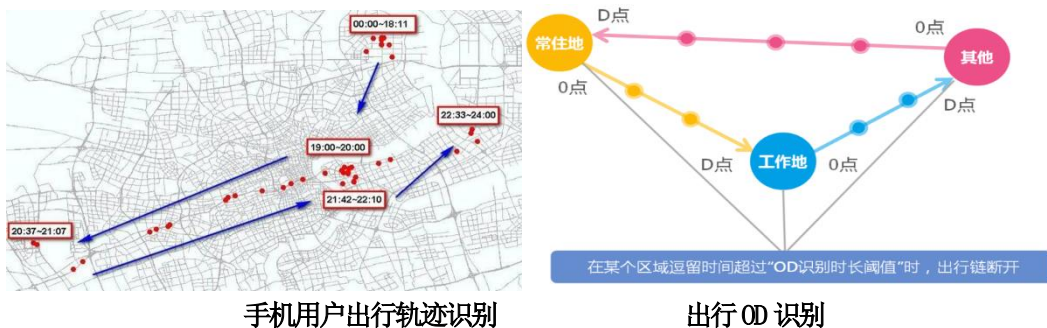 00:00~18:11
22:33~24:00
19:00~20:00
21:42~22:10
20:37~21:07
D点
常住地
0点
0点
其他
D点
D点
工作地
0点
在某个区域逗留时间超过“OD识别时长阈值”时，出行链断开
手机用户出行轨迹识别
出行 OD 识别